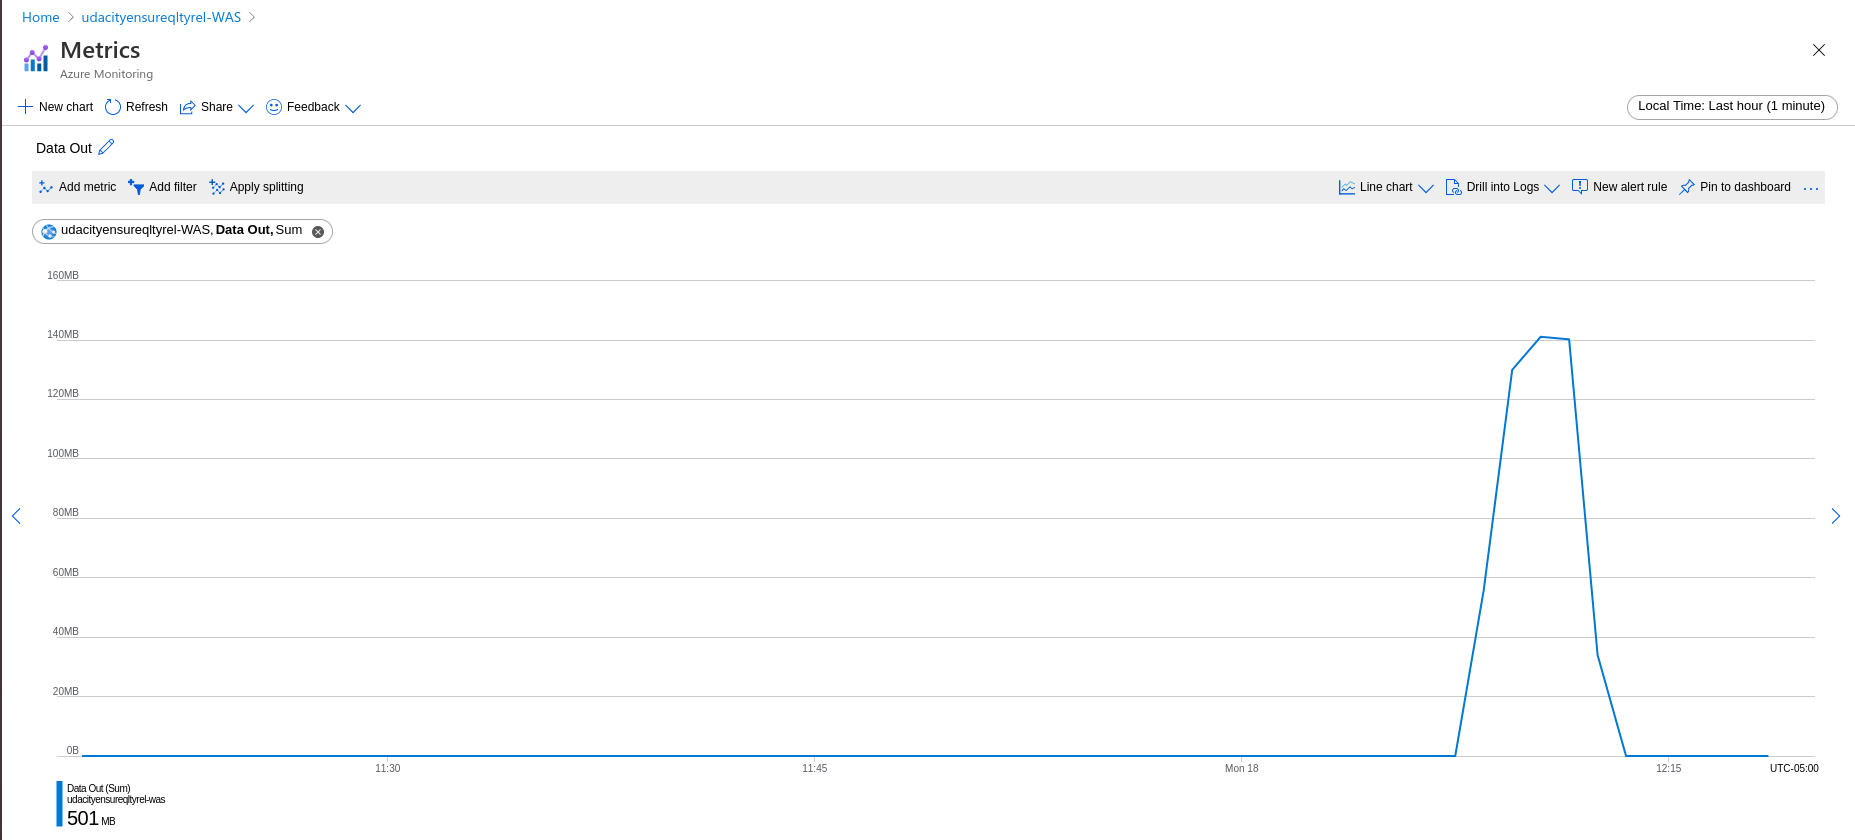 Home > udacityensureqltyrel-WAS >
Metrics
Azure Monitoring
New chart Refresh Share Feedback Local Time: Last hour (1 minute)
Data Out
Add metric Add filter Apply splitting Line chart Drill into Logs New alert rule Pin to dashboard ...
udacityensureqltyrel-WAS, Data Out, Sum
160MB
140MB
120MB
100MB
80MB
60MB
40MB
20MB
0B
11:30 11:45 Mon 18 12:15 UTC-05:00
Data Out (Sum)
udacityensureqltyrel-was
501 MB